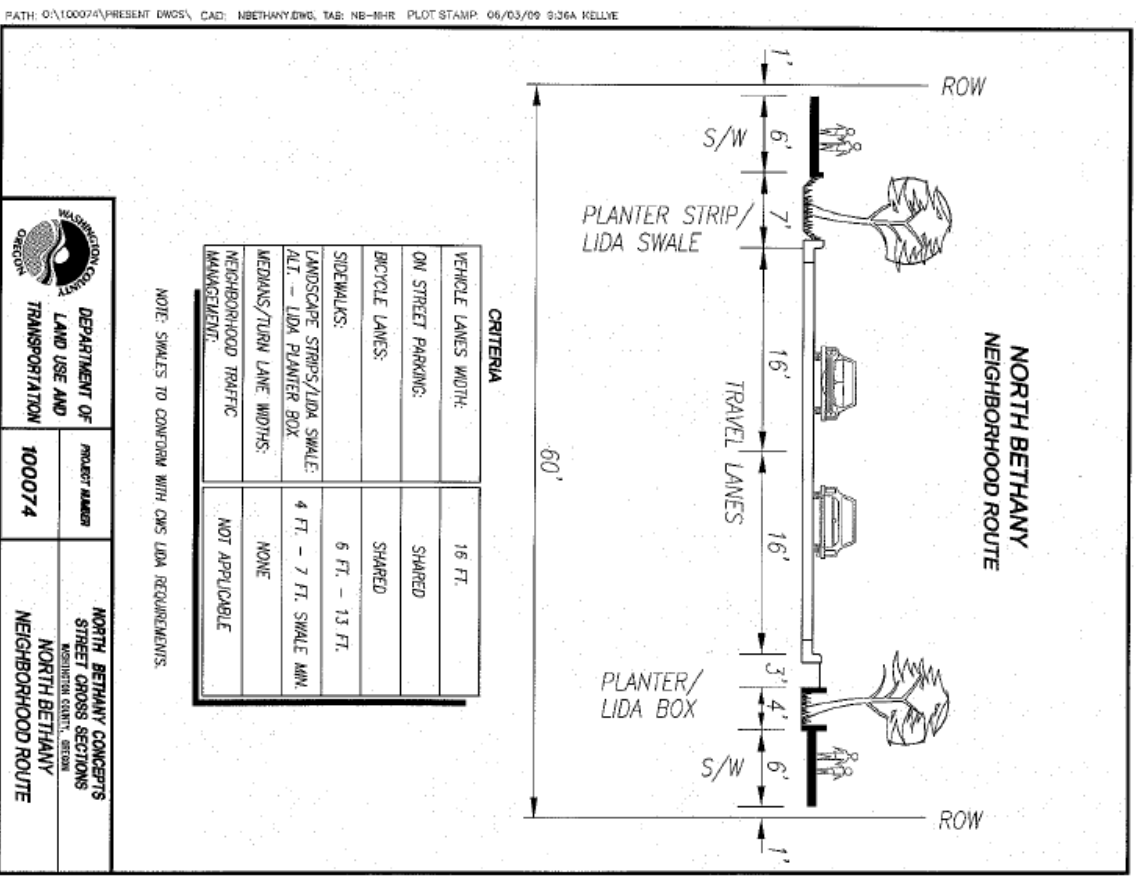 PATH: O:\100074\PRESENT DWGS\ CAD: NBETHANY.DWG, TAB: NB-NHR PLOT STAMP: 06/03/09 9:36A KELLYE
NORTH BETHANY
NEIGHBORHOOD ROUTE
ROW
ROW
1'
6'
7'
16'
16'
3'
4'
6'
1'
S/W
PLANTER STRIP/
LIDA SWALE
TRAVEL LANES
PLANTER/
LIDA BOX
S/W
60'
CRITERIA
VEHICLE LANES WIDTH: 16 FT.
ON STREET PARKING: SHARED
BICYCLE LANES: SHARED
SIDEWALKS: 6 FT. - 13 FT.
LANDSCAPE STRIPS/LIDA SWALE:
ALT. - LIDA PLANTER BOX 4 FT. - 7 FT. SWALE MIN.
MEDIANS/TURN LANE WIDTHS: NONE
NEIGHBORHOOD TRAFFIC
MANAGEMENT: NOT APPLICABLE
NOTE: SWALES TO CONFORM WITH CWS LIDA REQUIREMENTS.
WASHINGTON COUNTY
OREGON
DEPARTMENT OF
LAND USE AND
TRANSPORTATION
PROJECT NUMBER
100074
NORTH BETHANY CONCEPTS
STREET CROSS SECTIONS
WASHINGTON COUNTY, OREGON
NORTH BETHANY
NEIGHBORHOOD ROUTE